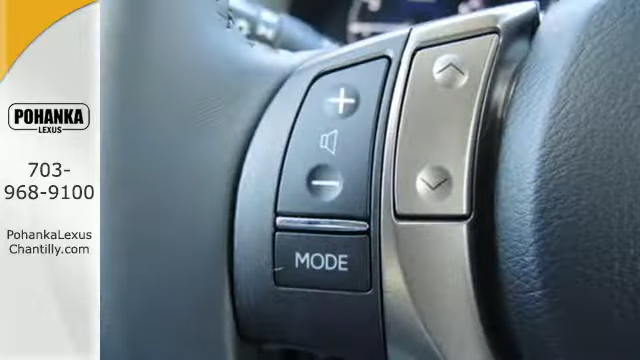 POHANKA
LEXUS
703-
968-9100
PohankaLexus
Chantilly.com
+
−
MODE